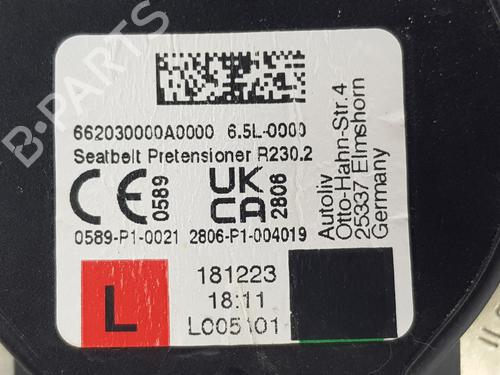 662030000A0000 6.5L-0000
Seatbelt Pretensioner R230.2
CE 0589
UK CA 2806
0589-P1-0021 2806-P1-004019
Autoliv
Otto-Hahn-Str.4
25337 Elmshorn
Germany
L
181223
18:11
LC05101
B-PARTS